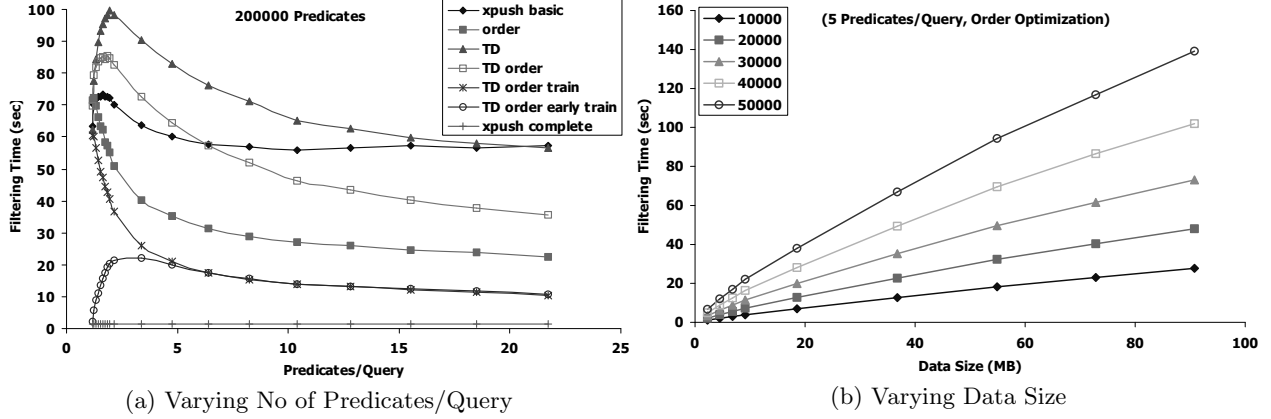 200000 Predicates
xpush basic
order
TD
TD order
TD order train
TD order early train
xpush complete
Filtering Time (sec)
100
90
80
70
60
50
40
30
20
10
0
0 5 10 15 20 25
Predicates/Query
(a) Varying No of Predicates/Query
(5 Predicates/Query, Order Optimization)
10000
20000
30000
40000
50000
Filtering Time (sec)
160
140
120
100
80
60
40
20
0
0 20 40 60 80 100
Data Size (MB)
(b) Varying Data Size